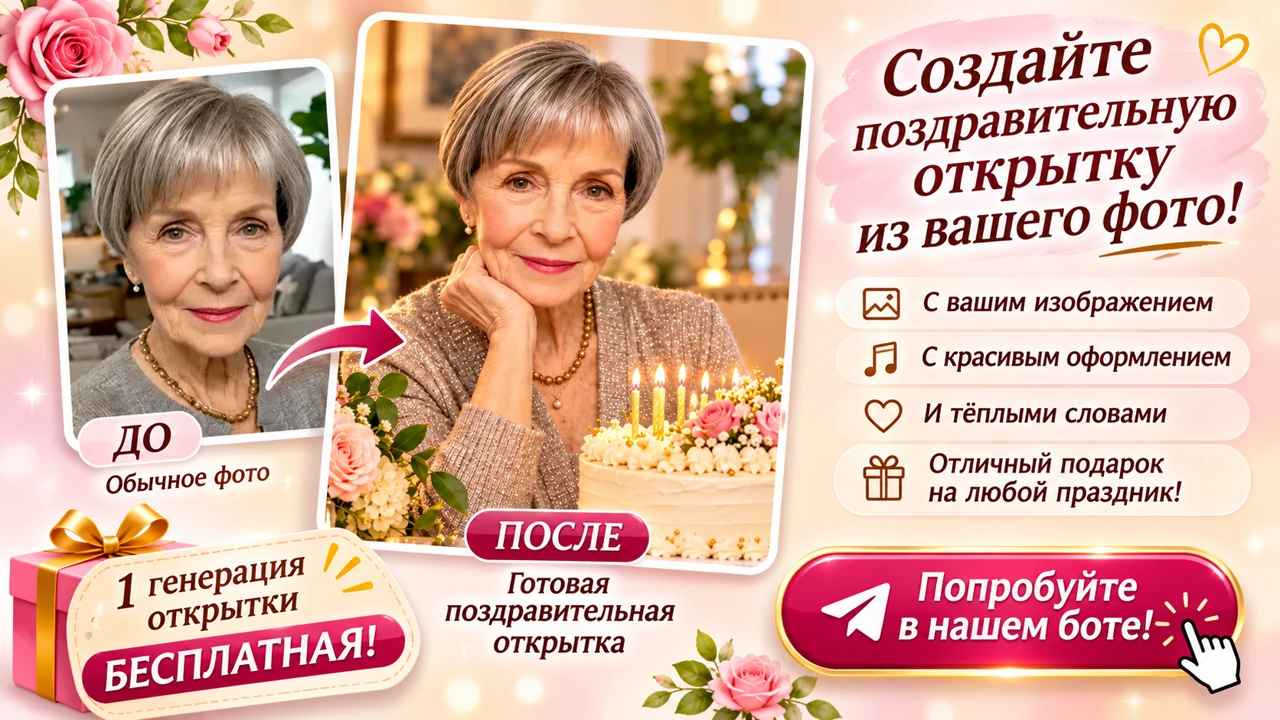 Создайте
поздравительную
открытку
из вашего фото!
С вашим изображением
С красивым оформлением
И тёплыми словами
Отличный подарок
на любой праздник!
ДО
Обычное фото
ПОСЛЕ
Готовая
поздравительная
открытка
1 генерация
открытки
БЕСПЛАТНАЯ!
Попробуйте
в нашем боте!